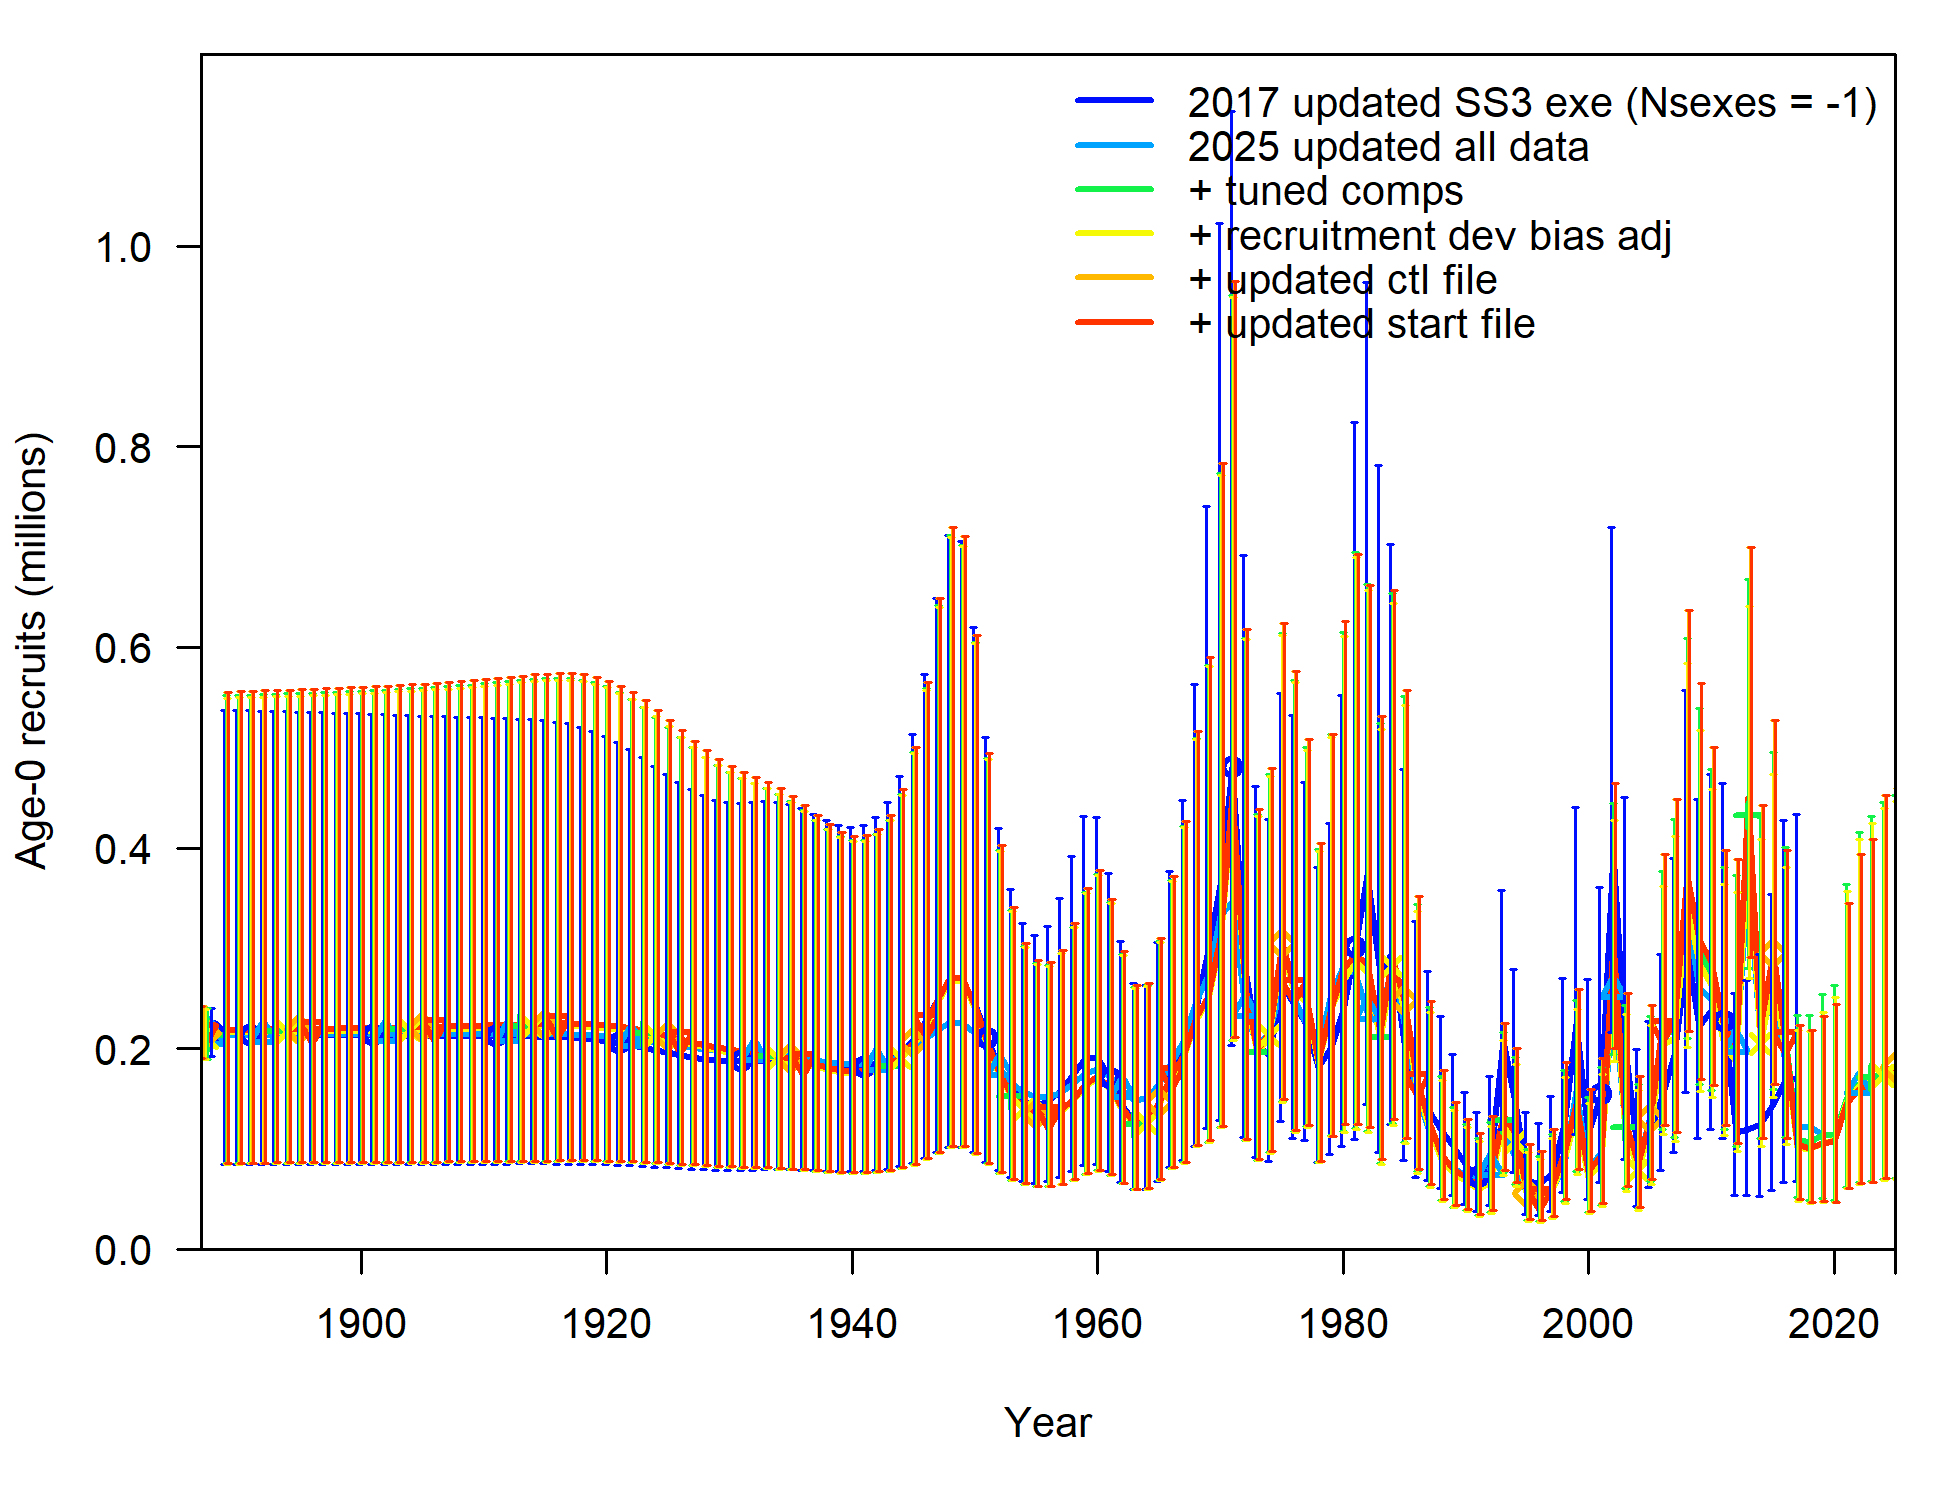 2017 updated SS3 exe (Nsexes = -1)
2025 updated all data
+ tuned comps
+ recruitment dev bias adj
+ updated ctl file
+ updated start file
Age-0 recruits (millions)
1.0
0.8
0.6
0.4
0.2
0.0
1900 1920 1940 1960 1980 2000 2020
Year